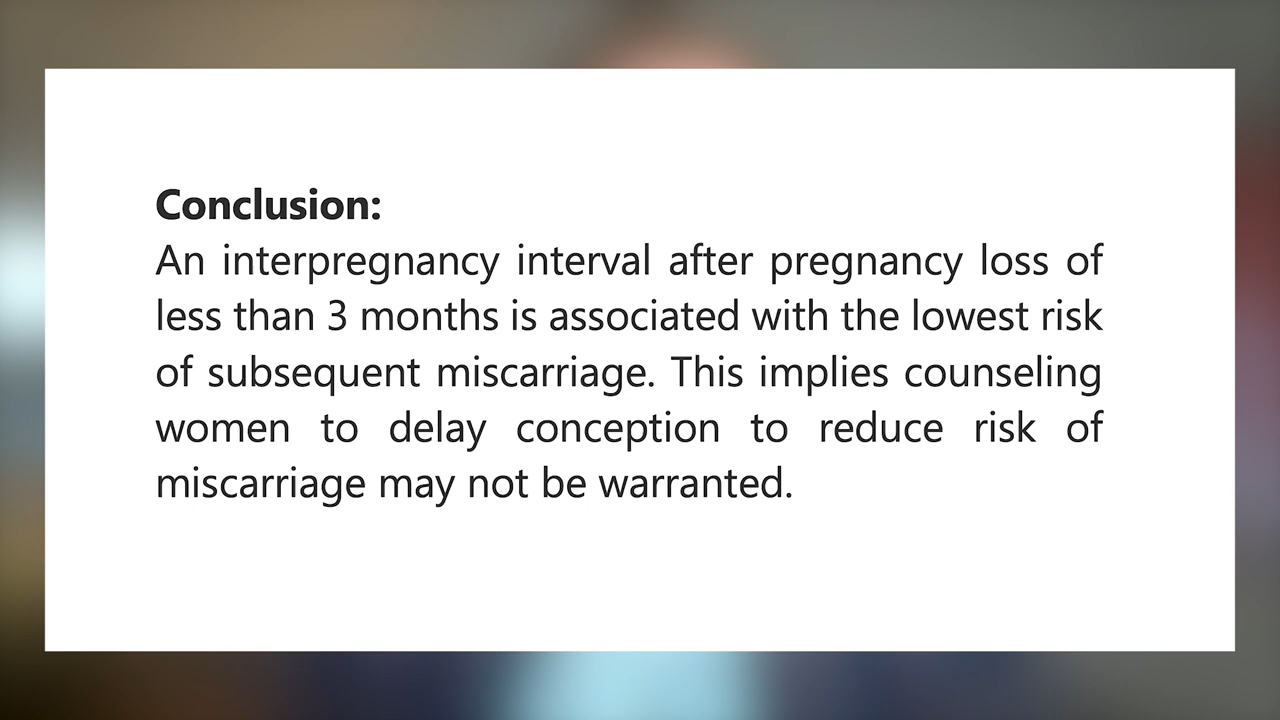 Conclusion:
An interpregnancy interval after pregnancy loss of
less than 3 months is associated with the lowest risk
of subsequent miscarriage. This implies counseling
women to delay conception to reduce risk of
miscarriage may not be warranted.